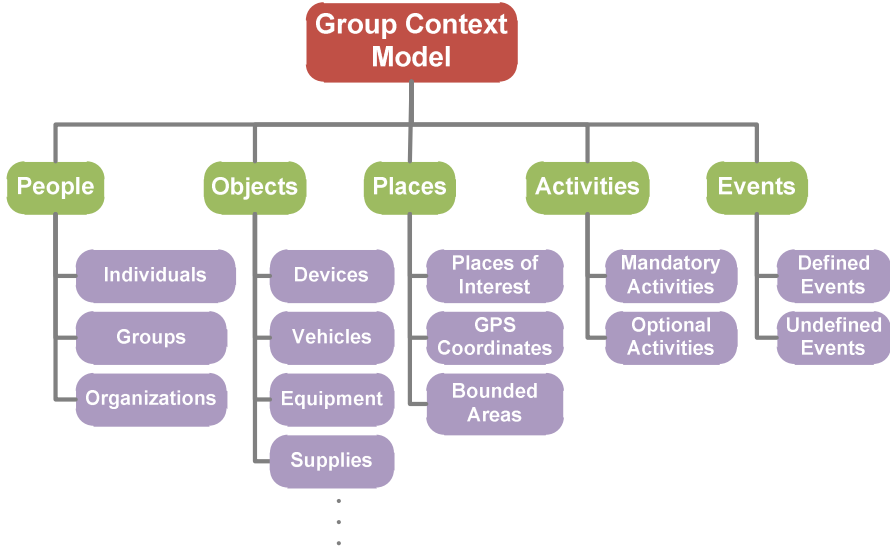 Group Context
Model
People
Objects
Places
Activities
Events
Individuals
Groups
Organizations
Devices
Vehicles
Equipment
Supplies
Places of
Interest
GPS
Coordinates
Bounded
Areas
Mandatory
Activities
Optional
Activities
Defined
Events
Undefined
Events